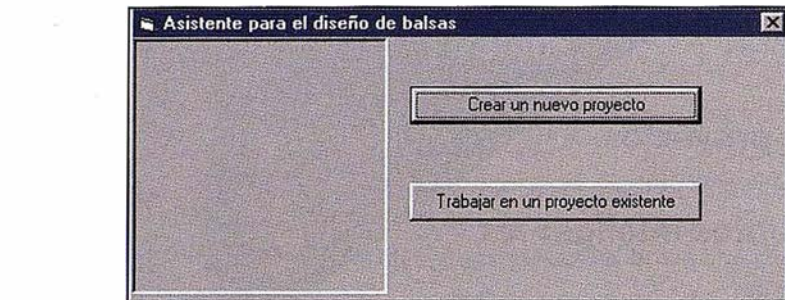 Asistente para el diseño de balsas
Crear un nuevo proyecto
Trabajar en un proyecto existente